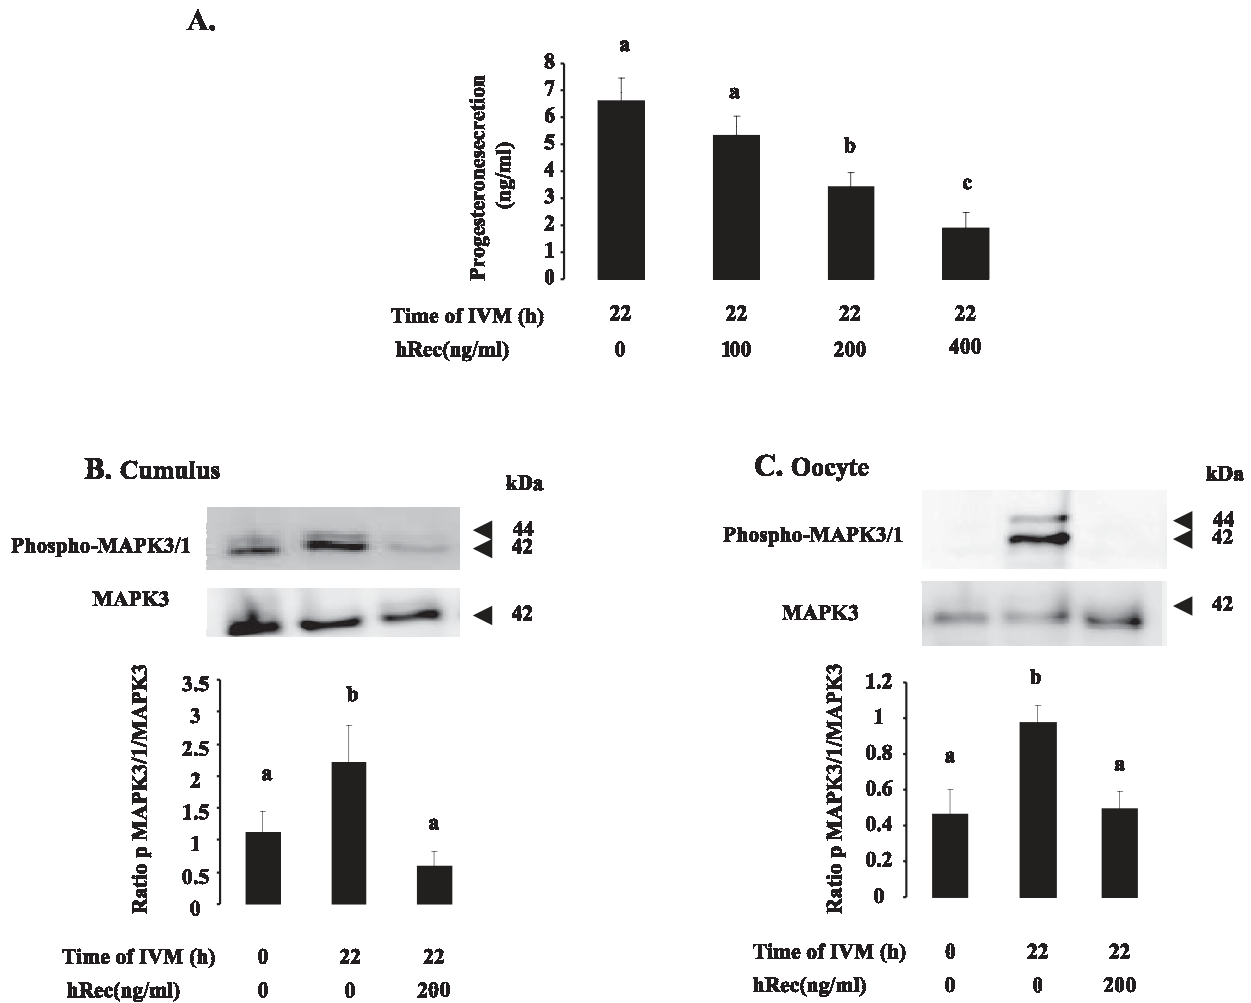 A.
Progesteronesecretion
(ng/ml)
8
7
6
5
4
3
2
1
0
a
a
b
c
Time of IVM (h) 22 22 22 22
hRec(ng/ml) 0 100 200 400
B. Cumulus
kDa
Phospho-MAPK3/1
44
42
MAPK3
42
Ratio p MAPK3/1/MAPK3
3.5
3
2.5
2
1.5
1
0.5
0
a
b
a
Time of IVM (h) 0 22 22
hRec(ng/ml) 0 0 200
C. Oocyte
kDa
Phospho-MAPK3/1
44
42
MAPK3
42
Ratio p MAPK3/1/MAPK3
1.2
1
0.8
0.6
0.4
0.2
0
a
b
a
Time of IVM (h) 0 22 22
hRec(ng/ml) 0 0 200